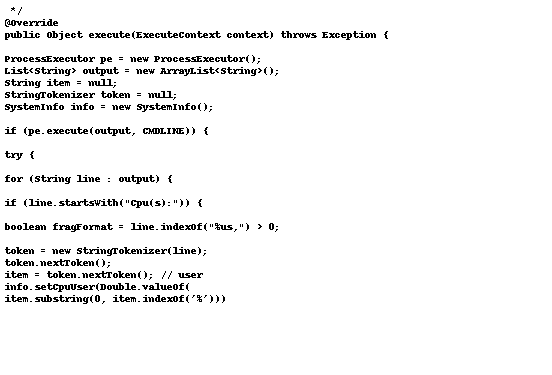 */
@Override
public Object execute(ExecuteContext context) throws Exception {
ProcessExecutor pe = new ProcessExecutor();
List<String> output = new ArrayList<String>();
String item = null;
StringTokenizer token = null;
SystemInfo info = new SystemInfo();
if (pe.execute(output, CMDLINE)) {
try {
for (String line : output) {
if (line.startsWith("Cpu(s):")) {
boolean fragFormat = line.indexOf("%us,") > 0;
token = new StringTokenizer(line);
token.nextToken();
item = token.nextToken(); // user
info.setCpuUser(Double.valueOf(
item.substring(0, item.indexOf('%')))